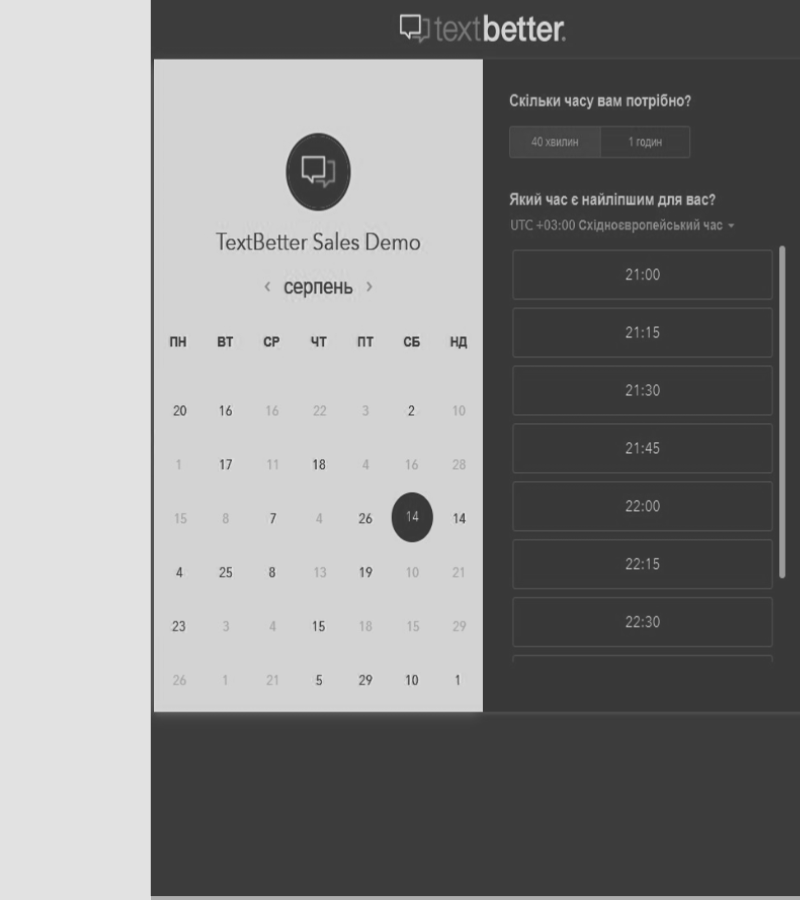 textbetter.
TextBetter Sales Demo
‹ серпень ›
ПН ВТ СР ЧТ ПТ СБ НД
20 16 16 22 3 2 10
1 17 11 18 4 16 28
15 8 7 4 26 14 14
4 25 8 13 19 10 21
23 3 4 15 18 15 29
26 1 21 5 29 10 1
Скільки часу вам потрібно?
40 хвилин 1 годин
Який час є найліпшим для вас?
UTC +03:00 Східноєвропейський час
21:00
21:15
21:30
21:45
22:00
22:15
22:30